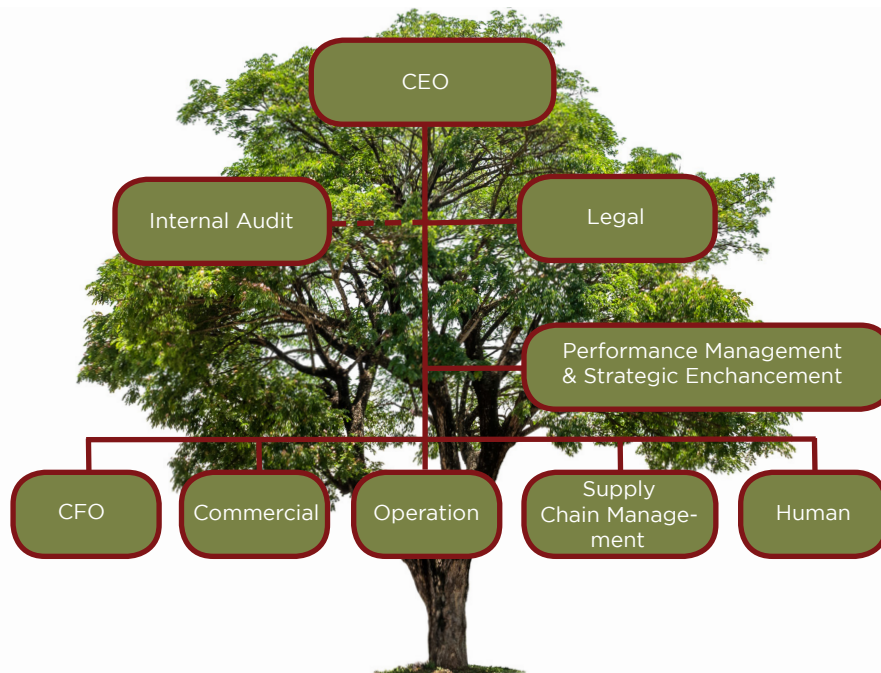 CEO
Internal Audit
Legal
Performance Management
& Strategic Enchancement
CFO
Commercial
Operation
Supply
Chain Manage-
ment
Human